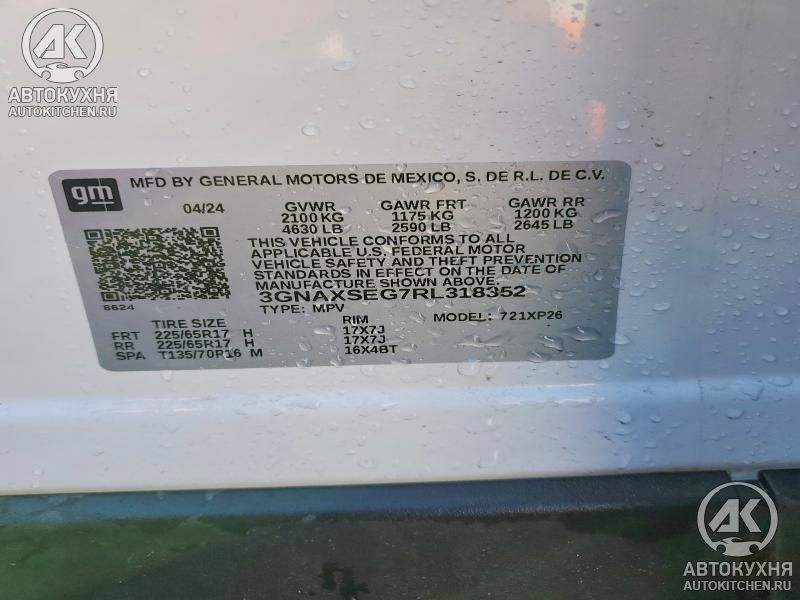 АК
АВТОКУХНЯ
AUTOKITCHEN.RU
gm
MFD BY GENERAL MOTORS DE MEXICO, S. DE R.L. DE C.V.
04/24 GVWR GAWR FRT GAWR RR
2100 KG 1175 KG 1200 KG
4630 LB 2590 LB 2645 LB
THIS VEHICLE CONFORMS TO ALL
APPLICABLE U.S. FEDERAL MOTOR
VEHICLE SAFETY AND THEFT PREVENTION
STANDARDS IN EFFECT ON THE DATE OF
MANUFACTURE SHOWN ABOVE.
3GNAXSEG7RL318352
8624
TYPE: MPV MODEL: 721XP26
TIRE SIZE RIM
FRT 225/65R17 H 17X7J
RR 225/65R17 H 17X7J
SPA T135/70R16 M 16X4BT
АК
АВТОКУХНЯ
AUTOKITCHEN.RU